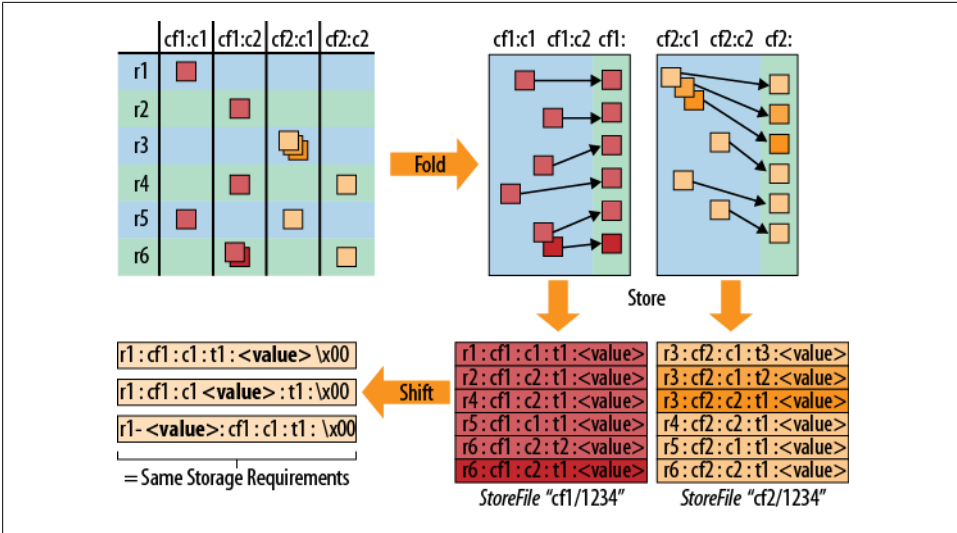 cf1:c1 cf1:c2 cf2:c1 cf2:c2
r1
r2
r3
r4
r5
r6
Fold
cf1:c1 cf1:c2 cf1:
cf2:c1 cf2:c2 cf2:
Store
r1 : cf1 : c1 : t1 : <value> \x00
r1 : cf1 : c1 <value> : t1 : \x00
r1- <value>: cf1 : c1 : t1 : \x00
= Same Storage Requirements
Shift
r1 : cf1 : c1 : t1 :<value>
r2 : cf1 : c2 : t1 :<value>
r4 : cf1 : c2 : t1 :<value>
r5 : cf1 : c1 : t1 :<value>
r6 : cf1 : c2 : t2 :<value>
r6 : cf1 : c2 : t1 :<value>
StoreFile “cf1/1234”
r3 : cf2 : c1 : t3 :<value>
r3 : cf2 : c1 : t2 :<value>
r3 : cf2 : c2 : t1 :<value>
r4 : cf2 : c2 : t1 :<value>
r5 : cf2 : c1 : t1 :<value>
r6 : cf2 : c2 : t1 :<value>
StoreFile “cf2/1234”